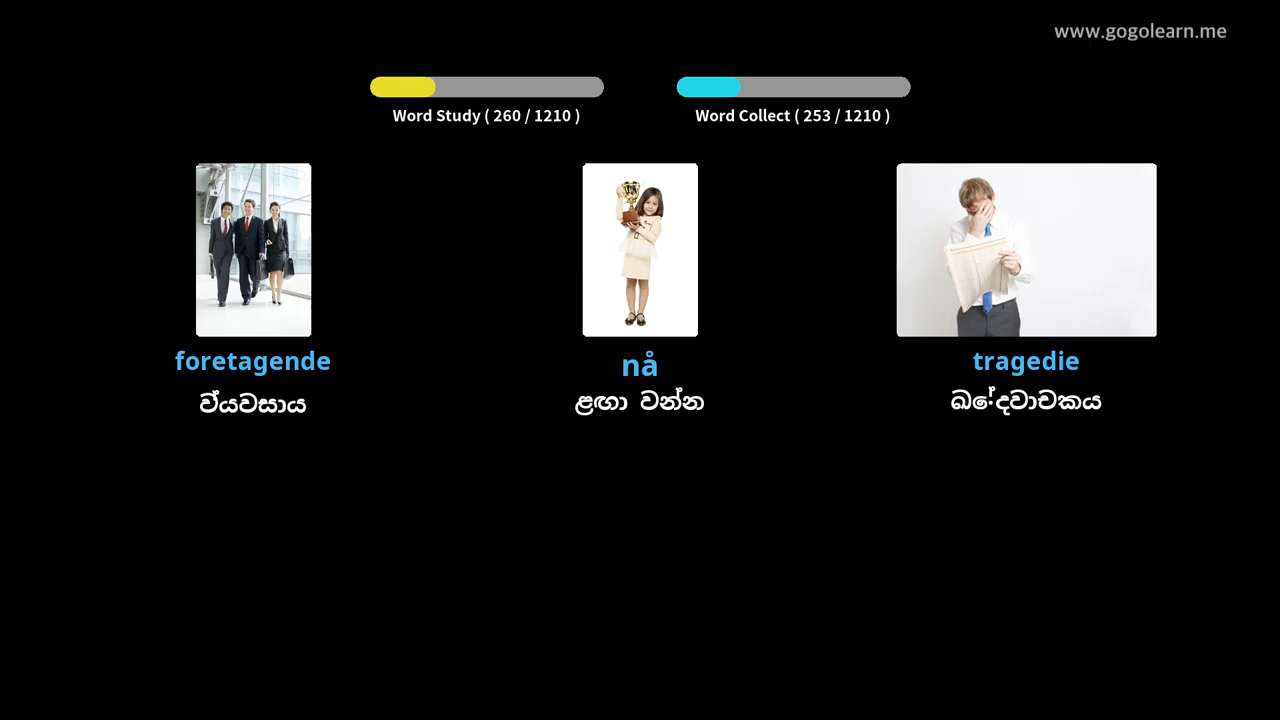 www.gogolearn.me
Word Study ( 260 / 1210 )
Word Collect ( 253 / 1210 )
foretagende
ව්යවසාය
nå
ළඟා වන්න
tragedie
ඛේදවාචකය